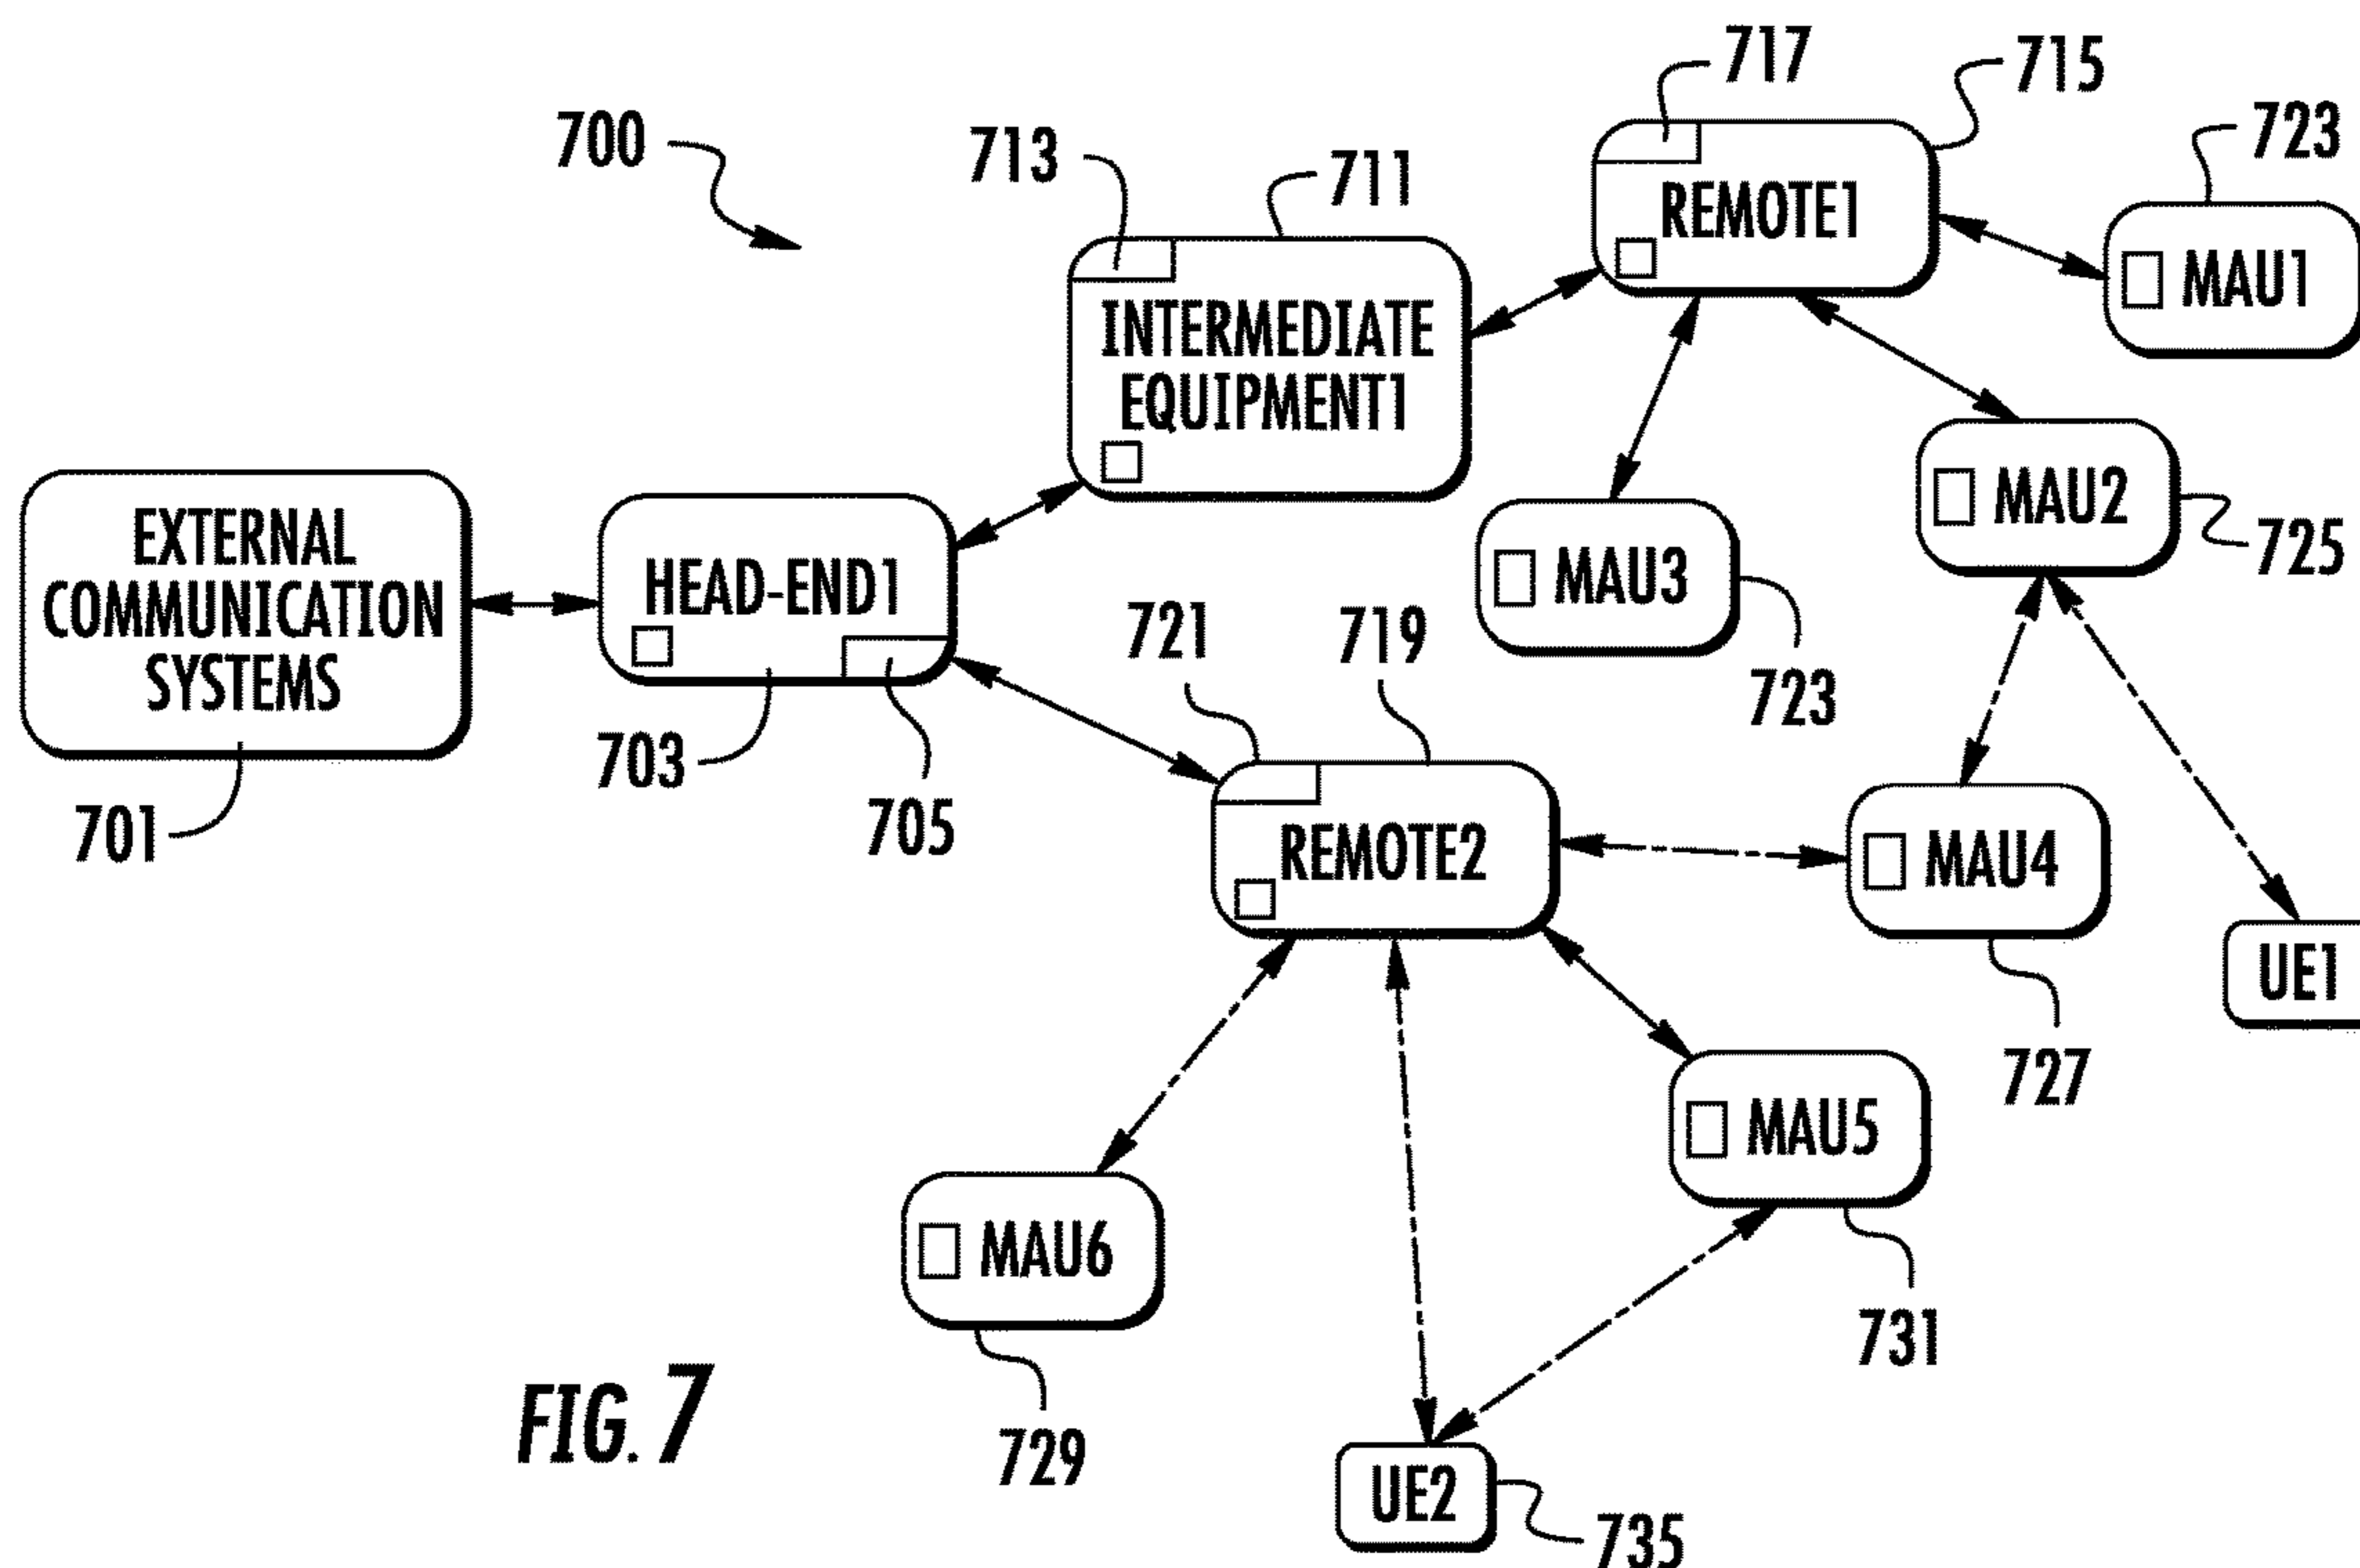 717
715
700
723
713
711
REMOTE1
MAU1
INTERMEDIATE
EQUIPMENT1
EXTERNAL
COMMUNICATION
SYSTEMS
HEAD-END1
MAU2
725
MAU3
721
719
723
703
705
701
REMOTE2
MAU4
UE1
727
MAU5
MAU6
731
FIG. 7
729
UE2
735